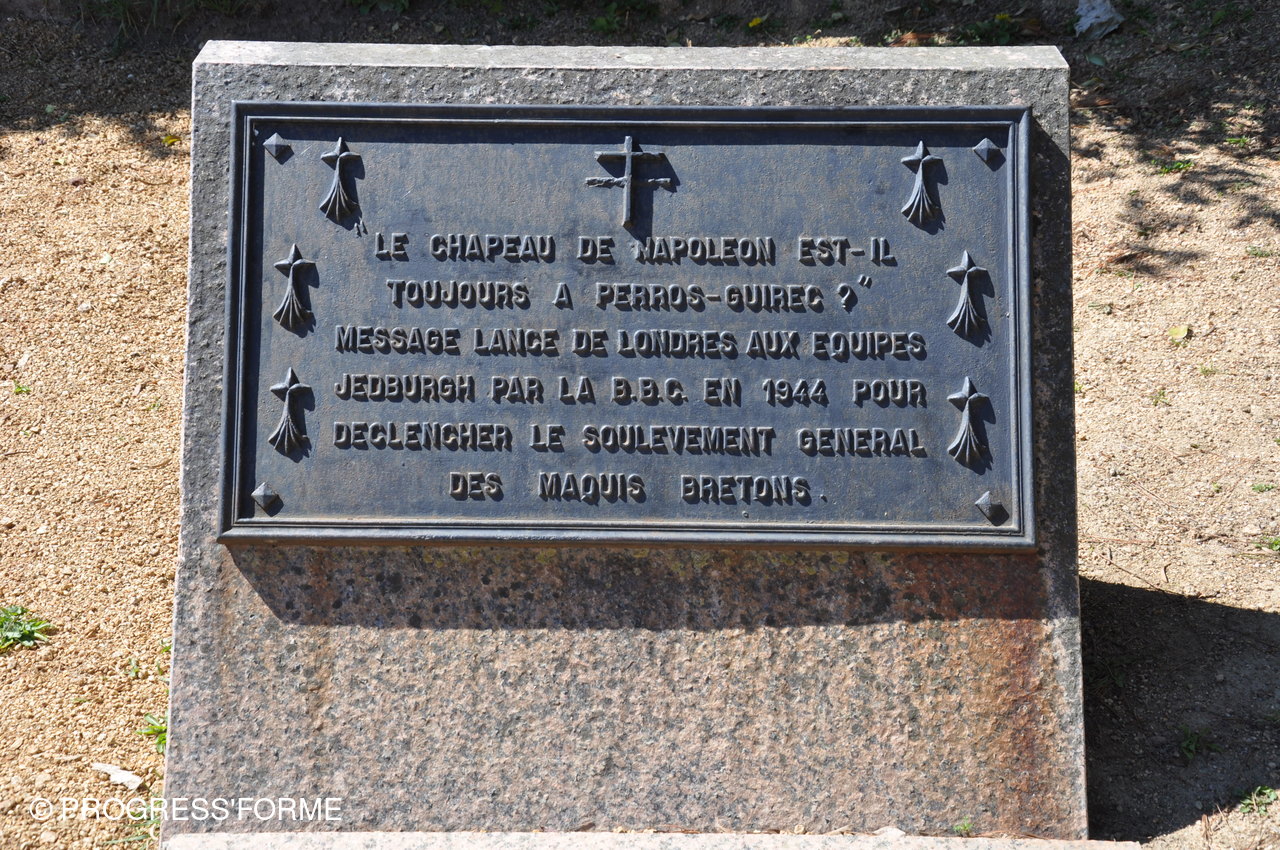 LE CHAPEAU DE NAPOLEON EST-IL
TOUJOURS A PERROS-GUIREC ?"
MESSAGE LANCE DE LONDRES AUX EQUIPES
JEDBURGH PAR LA B.B.C. EN 1944 POUR
DECLENCHER LE SOULEVEMENT GENERAL
DES MAQUIS BRETONS.
© PROGRESS'FORME